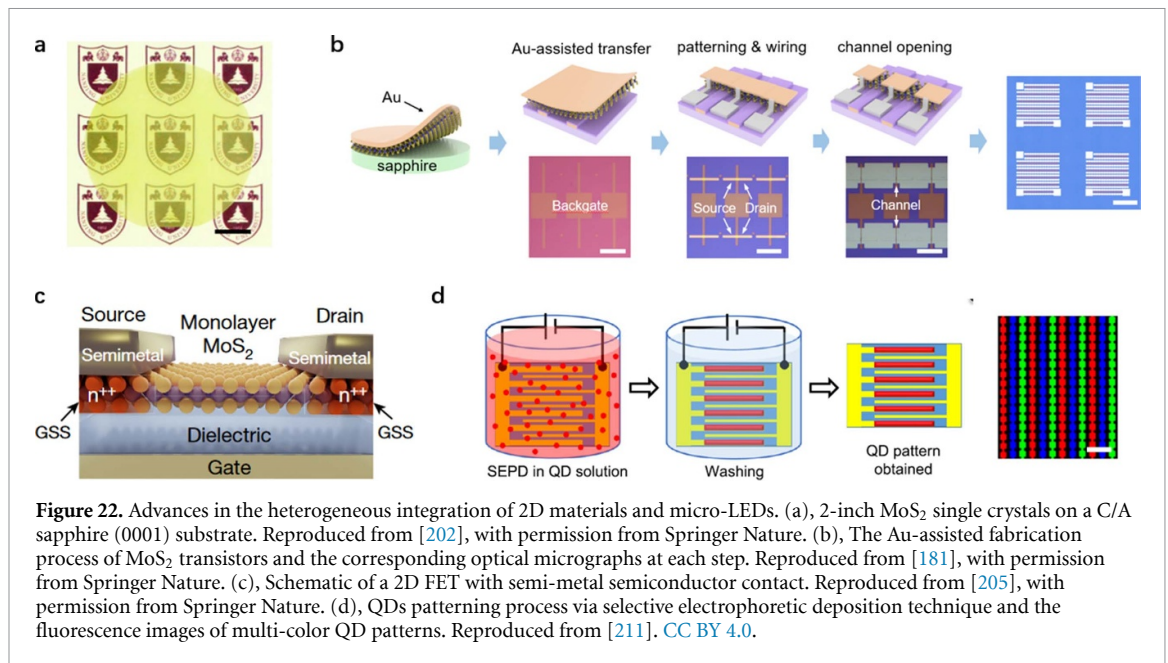 a
b
Au-assisted transfer
patterning & wiring
channel opening
Au
sapphire
Backgate
Source
Drain
Channel
c
Source
Drain
Monolayer
MoS₂
Semimetal
Semimetal
n⁺⁺
n⁺⁺
GSS
GSS
Dielectric
Gate
d
SEPD in QD solution
Washing
QD pattern
obtained
Figure 22. Advances in the heterogeneous integration of 2D materials and micro-LEDs. (a), 2-inch MoS₂ single crystals on a C/A
sapphire (0001) substrate. Reproduced from [202], with permission from Springer Nature. (b), The Au-assisted fabrication
process of MoS₂ transistors and the corresponding optical micrographs at each step. Reproduced from [181], with permission
from Springer Nature. (c), Schematic of a 2D FET with semi-metal semiconductor contact. Reproduced from [205], with
permission from Springer Nature. (d), QDs patterning process via selective electrophoretic deposition technique and the
fluorescence images of multi-color QD patterns. Reproduced from [211]. CC BY 4.0.